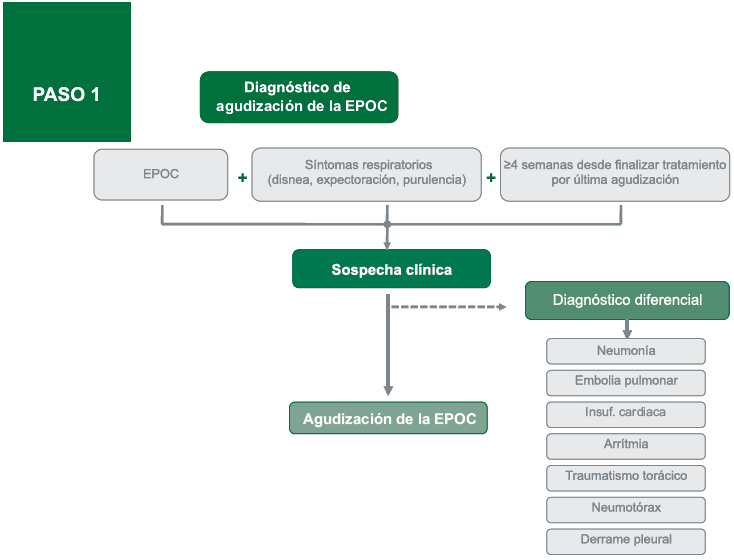 PASO 1
Diagnóstico de
agudización de la EPOC
EPOC
+
Síntomas respiratorios
(disnea, expectoración, purulencia)
+
≥4 semanas desde finalizar tratamiento
por última agudización
Sospecha clínica
Diagnóstico diferencial
Neumonía
Embolia pulmonar
Insuf. cardiaca
Arrítmia
Traumatismo torácico
Neumotórax
Derrame pleural
Agudización de la EPOC